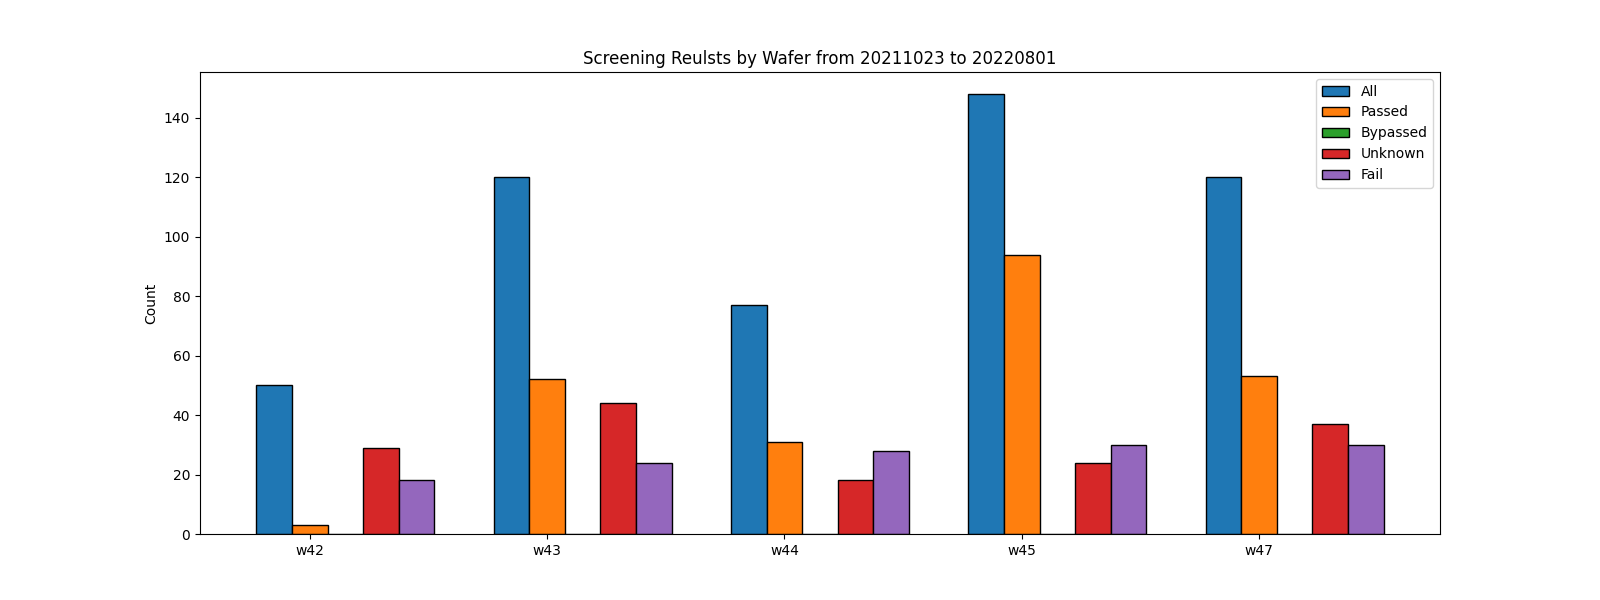 Screening Reulsts by Wafer from 20211023 to 20220801
All
Passed
Bypassed
Unknown
Fail
Count
140
120
100
80
60
40
20
0
w42
w43
w44
w45
w47